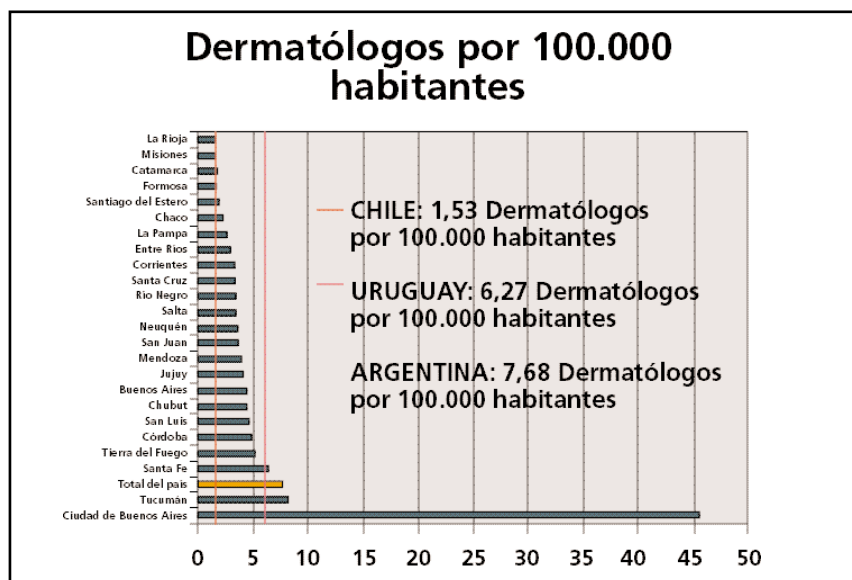 Dermatólogos por 100.000
habitantes
La Rioja
Misiones
Catamarca
Formosa
Santiago del Estero
Chaco
La Pampa
Entre Ríos
Corrientes
Santa Cruz
Río Negro
Salta
Neuquén
San Juan
Mendoza
Jujuy
Buenos Aires
Chubut
San Luis
Córdoba
Tierra del Fuego
Santa Fe
Total del país
Tucumán
Ciudad de Buenos Aires
CHILE: 1,53 Dermatólogos
por 100.000 habitantes
URUGUAY: 6,27 Dermatólogos
por 100.000 habitantes
ARGENTINA: 7,68 Dermatólogos
por 100.000 habitantes
0 5 10 15 20 25 30 35 40 45 50